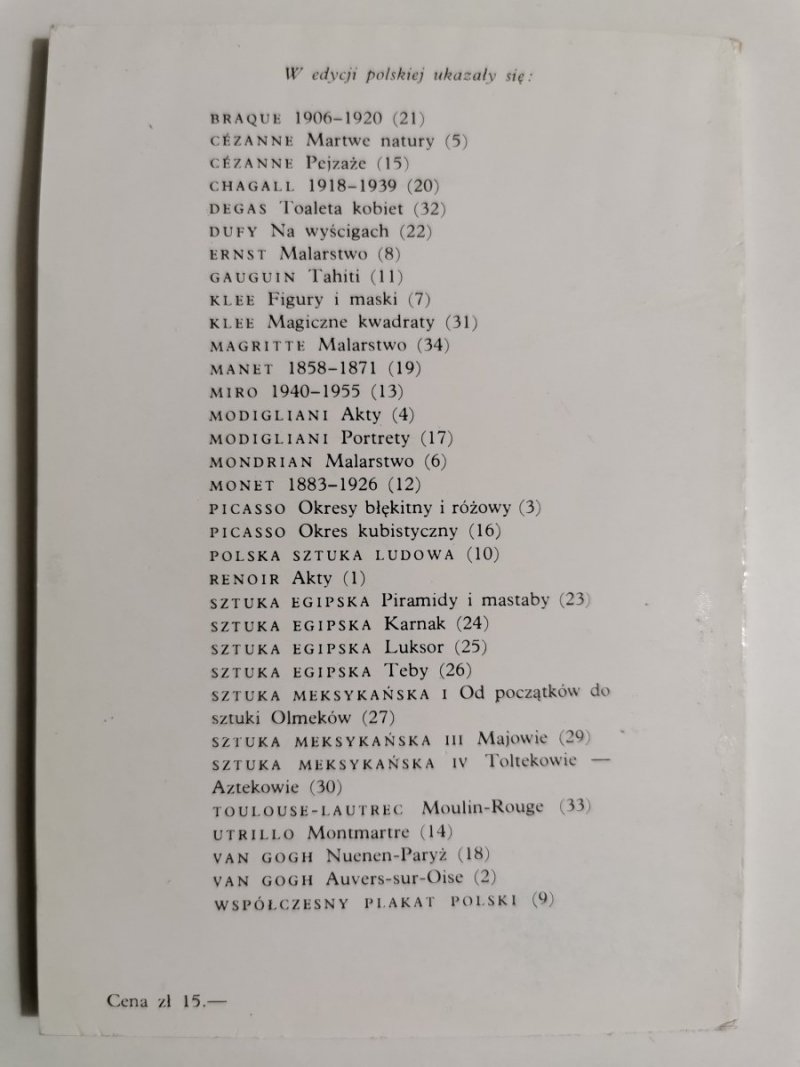 W edycji polskiej ukazały się:
BRAQUE 1906–1920 (21)
CÉZANNE Martwe natury (5)
CÉZANNE Pejzaże (15)
CHAGALL 1918–1939 (20)
DEGAS Toaleta kobiet (32)
DUFY Na wyścigach (22)
ERNST Malarstwo (8)
GAUGUIN Tahiti (11)
KLEE Figury i maski (7)
KLEE Magiczne kwadraty (31)
MAGRITTE Malarstwo (34)
MANET 1858–1871 (19)
MIRO 1940–1955 (13)
MODIGLIANI Akty (4)
MODIGLIANI Portrety (17)
MONDRIAN Malarstwo (6)
MONET 1883–1926 (12)
PICASSO Okresy błękitny i różowy (3)
PICASSO Okres kubistyczny (16)
POLSKA SZTUKA LUDOWA (10)
RENOIR Akty (1)
SZTUKA EGIPSKA Piramidy i mastaby (23)
SZTUKA EGIPSKA Karnak (24)
SZTUKA EGIPSKA Luksor (25)
SZTUKA EGIPSKA Teby (26)
SZTUKA MEKSYKAŃSKA I Od początków do
sztuki Olmeków (27)
SZTUKA MEKSYKAŃSKA III Majowie (29)
SZTUKA MEKSYKAŃSKA IV Toltekowie —
Aztekowie (30)
TOULOUSE-LAUTREC Moulin-Rouge (33)
UTRILLO Montmartre (14)
VAN GOGH Nuenen-Paryż (18)
VAN GOGH Auvers-sur-Oise (2)
WSPÓŁCZESNY PLAKAT POLSKI (9)
Cena zł 15.—